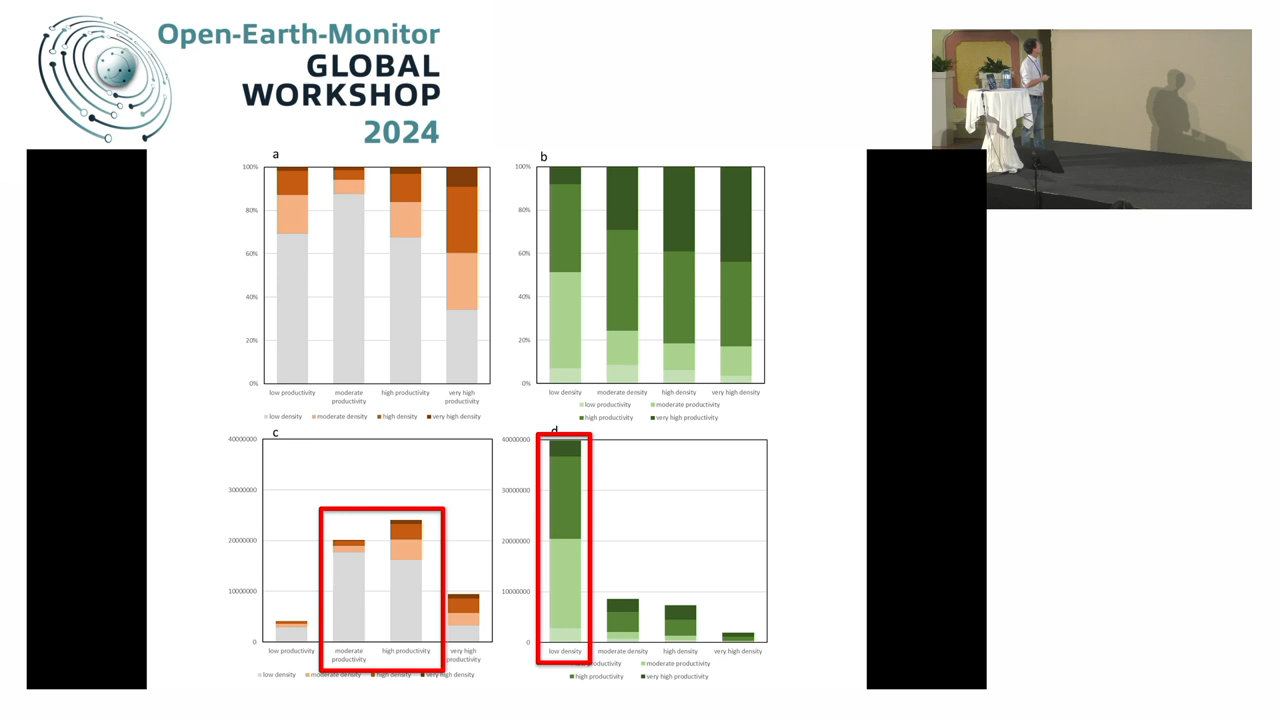 Open-Earth-Monitor
GLOBAL
WORKSHOP
2024
a
100%
80%
60%
40%
20%
0%
low productivity
moderate
productivity
high productivity
very high
productivity
low density
moderate density
high density
very high density
b
100%
80%
60%
40%
20%
0%
low density
moderate density
high density
very high density
low productivity
moderate productivity
high productivity
very high productivity
c
40000000
30000000
20000000
10000000
0
low productivity
moderate
productivity
high productivity
very high
productivity
low density
moderate density
high density
very high density
d
40000000
30000000
20000000
10000000
0
low density
moderate density
high density
very high density
low productivity
moderate productivity
high productivity
very high productivity